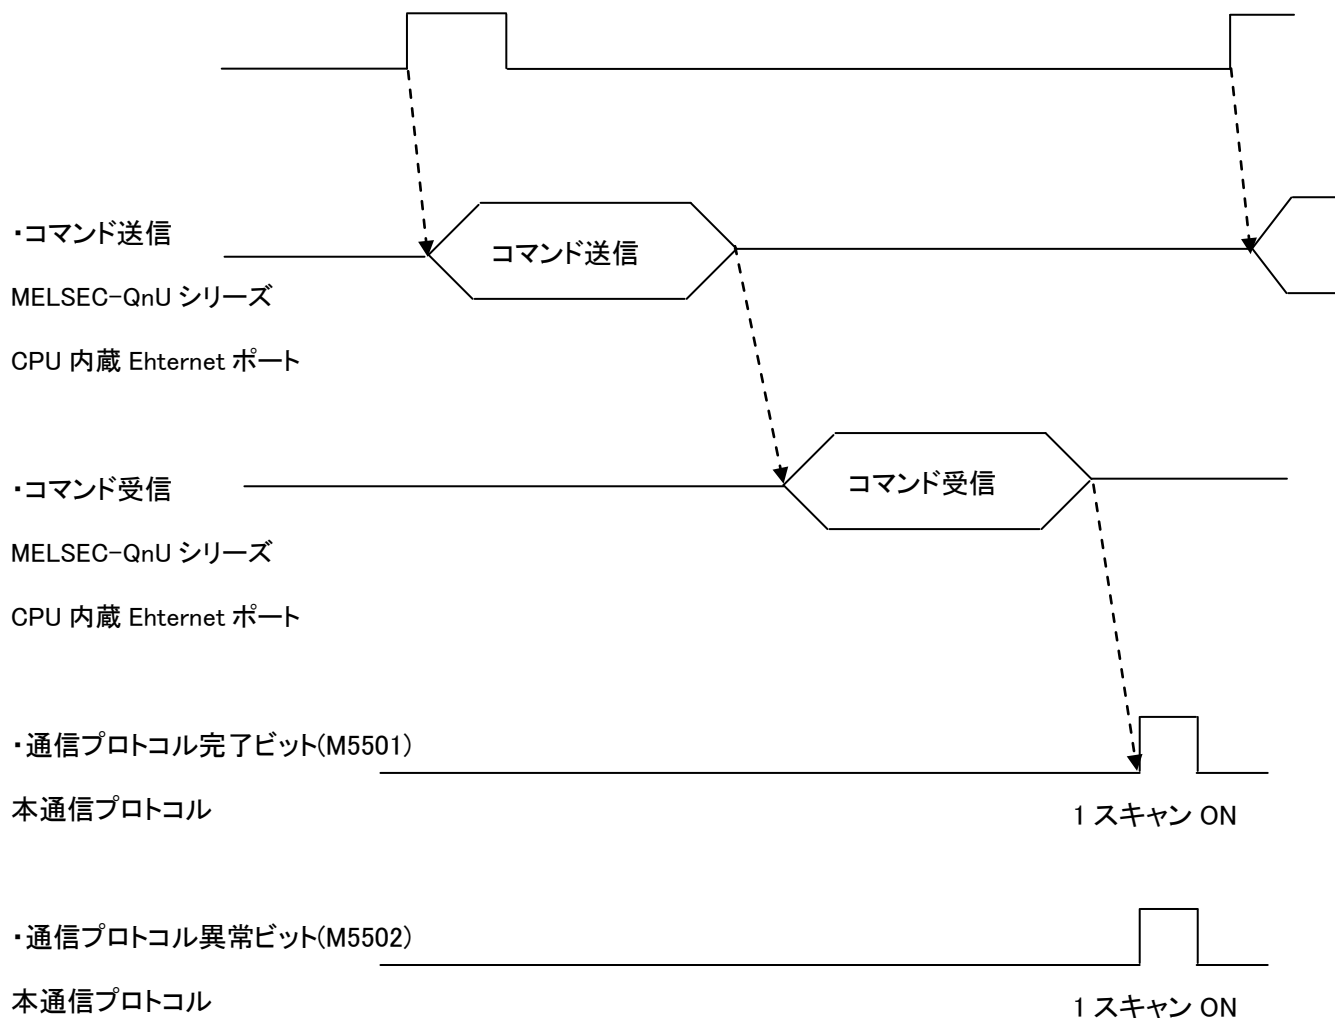 ・コマンド送信
コマンド送信
MELSEC-QnU シリーズ
CPU 内蔵 Ehternet ポート
・コマンド受信
コマンド受信
MELSEC-QnU シリーズ
CPU 内蔵 Ehternet ポート
・通信プロトコル完了ビット(M5501)
本通信プロトコル
1 スキャン ON
・通信プロトコル異常ビット(M5502)
本通信プロトコル
1 スキャン ON